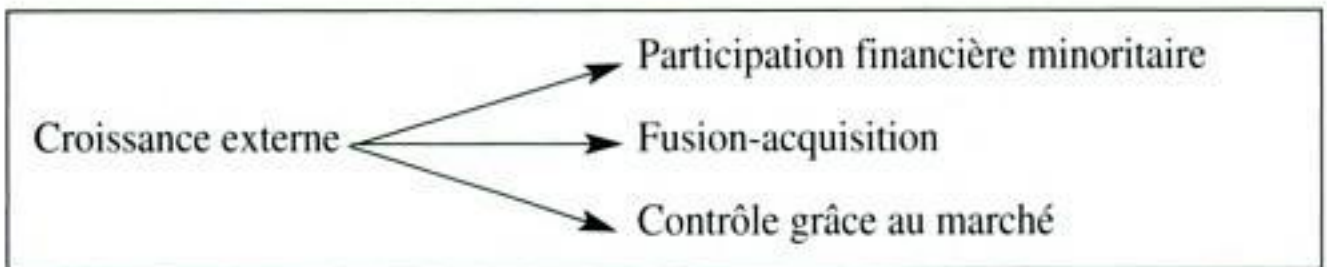 Participation financière minoritaire
Croissance externe
Fusion-acquisition
Contrôle grâce au marché